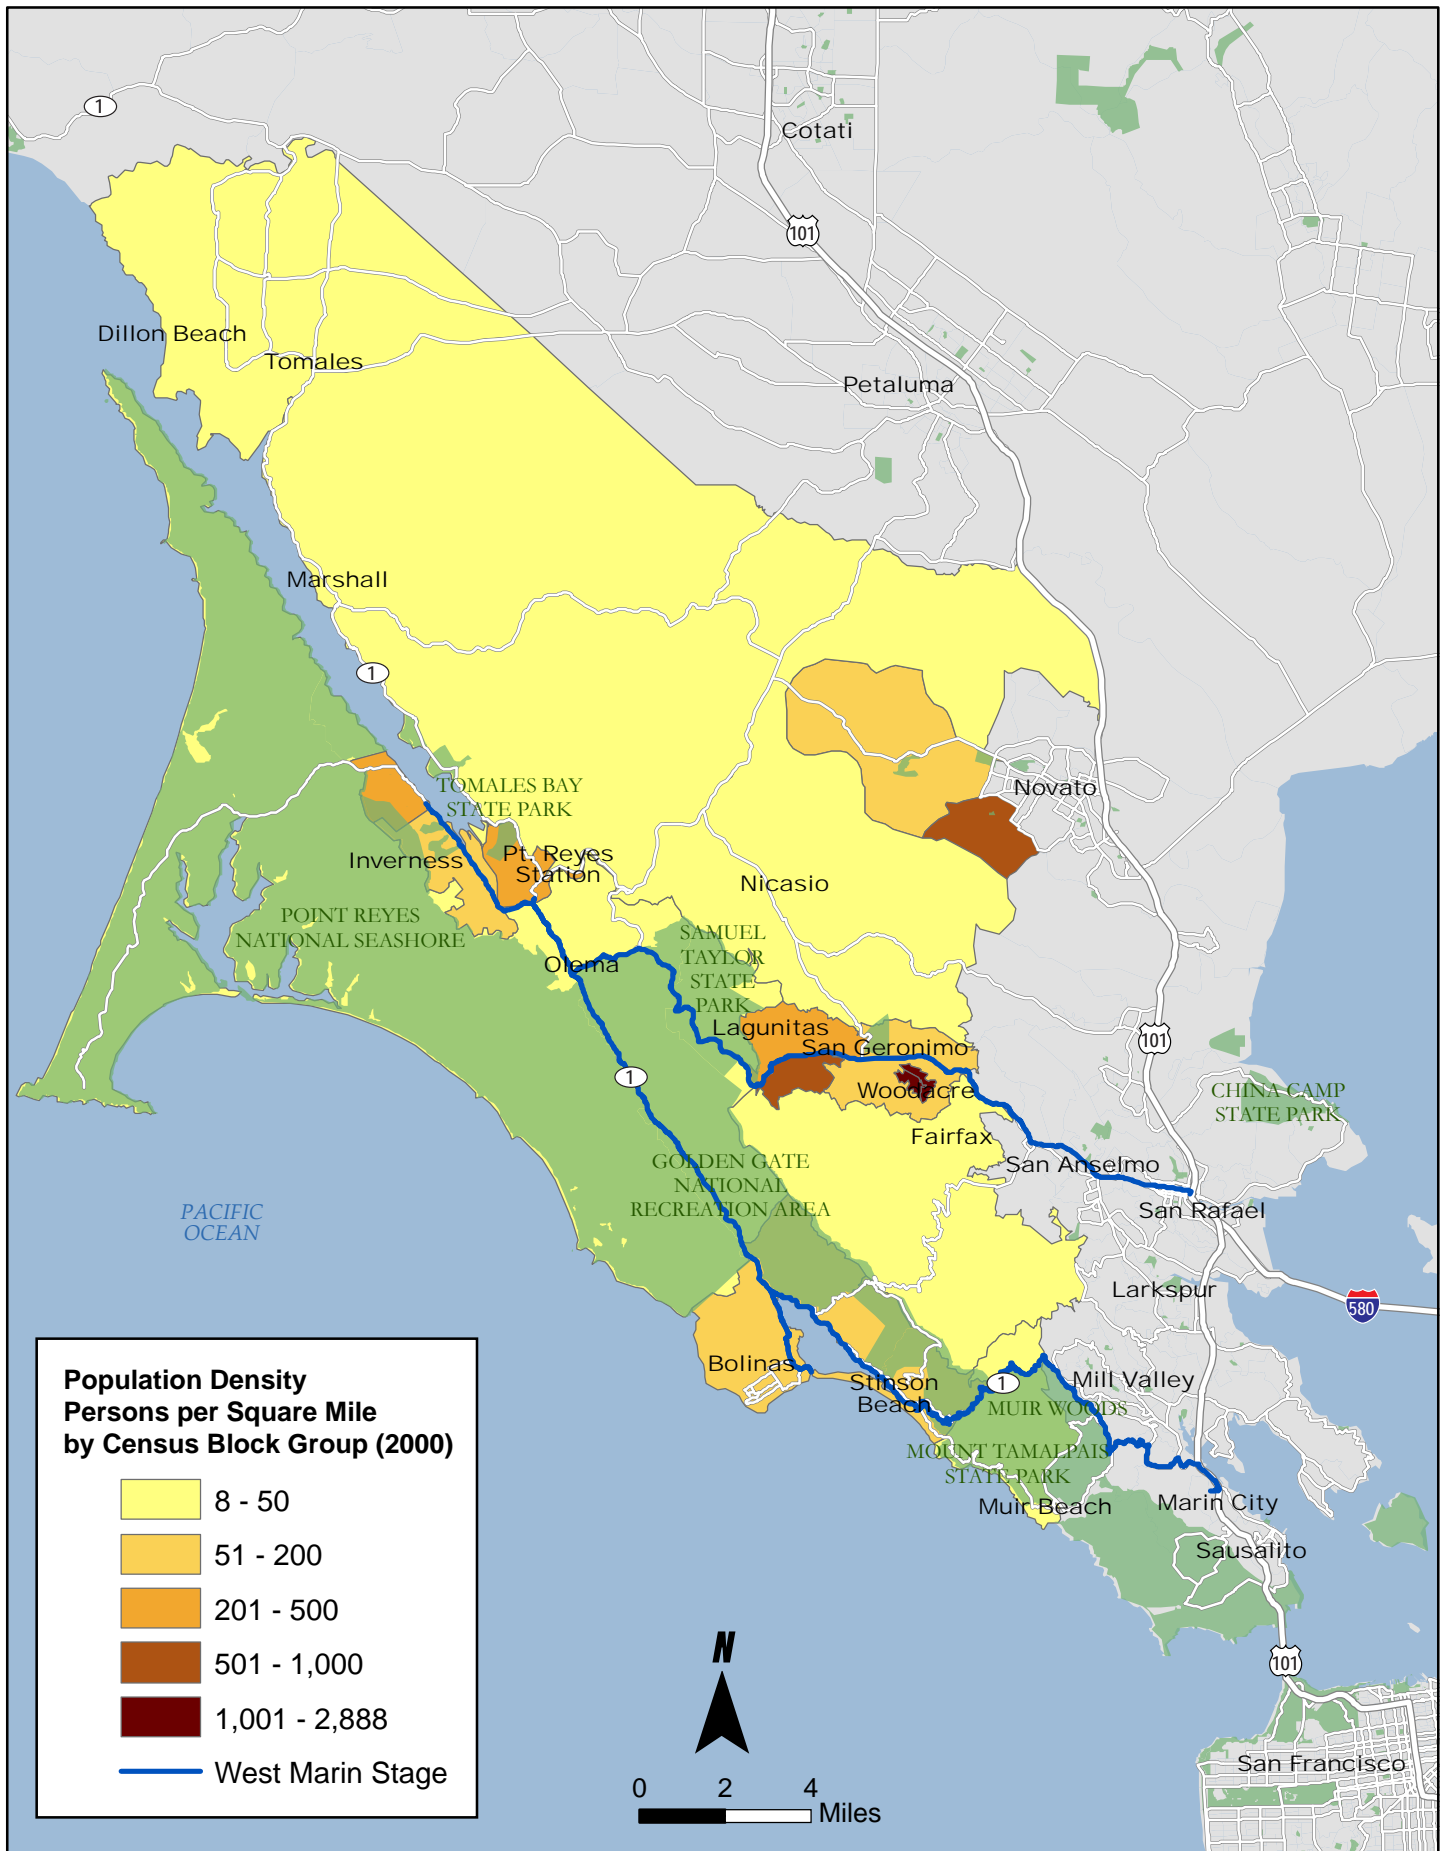 1
Cotati
101
Dillon Beach
Tomales
Petaluma
Marshall
1
TOMALES BAY
STATE PARK
Novato
Inverness
Pt. Reyes
Station
Nicasio
POINT REYES
NATIONAL SEASHORE
SAMUEL
TAYLOR
STATE
PARK
Olema
Lagunitas
San Geronimo
101
1
Woodacre
CHINA CAMP
STATE PARK
Fairfax
San Anselmo
GOLDEN GATE
NATIONAL
RECREATION AREA
San Rafael
PACIFIC
OCEAN
Larkspur
580
Bolinas
Stinson
Beach
1
Mill Valley
MUIR WOODS
MOUNT TAMALPAIS
STATE PARK
Muir Beach
Marin City
Sausalito
101
San Francisco
Population Density
Persons per Square Mile
by Census Block Group (2000)
8 - 50
51 - 200
201 - 500
501 - 1,000
1,001 - 2,888
West Marin Stage
N
0 2 4
Miles